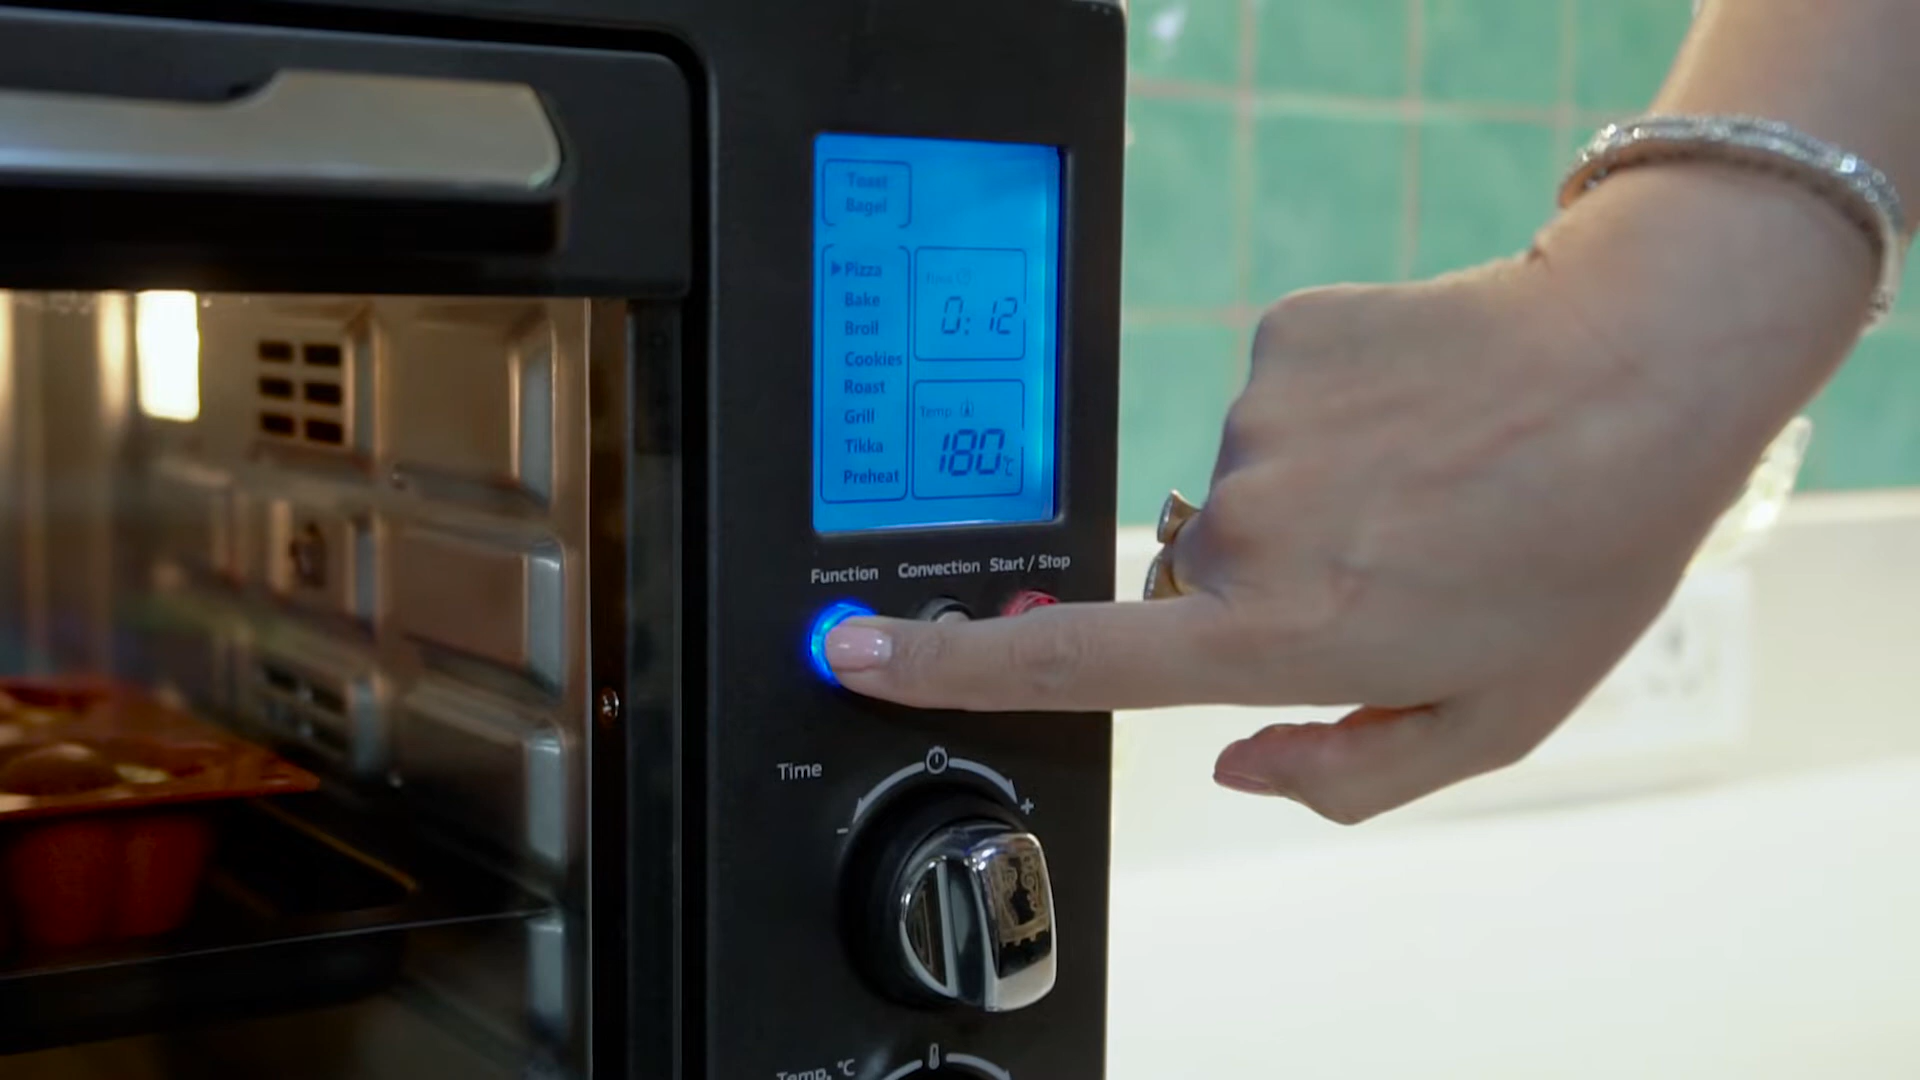 Toast
Bagel
Pizza
Bake
Broil
Cookies
Roast
Grill
Tikka
Preheat
0:12
Temp
180°C
Function Convection Start / Stop
Time
- +
Temp. °C